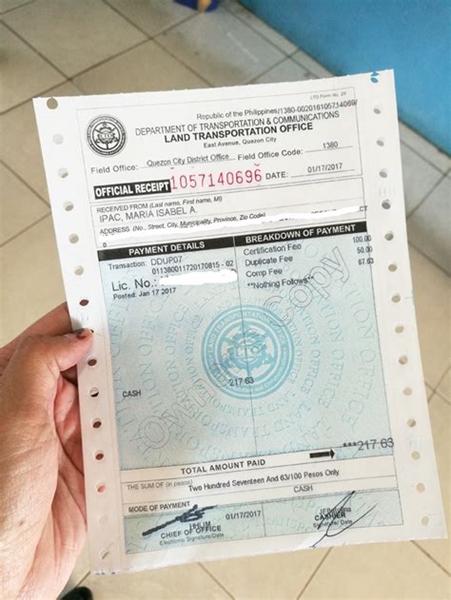 LTO Form No. 2R
Republic of the Philippines/1380-0020161057140696
DEPARTMENT OF TRANSPORTATION & COMMUNICATIONS
LAND TRANSPORTATION OFFICE
East Avenue, Quezon City
Field Office: Quezon City District Office Field Office Code: 1380
OFFICIAL RECEIPT 1057140696 DATE: 01/17/2017
RECEIVED FROM (Last name, First name, MI)
IPAC, MARIA ISABEL A.
ADDRESS (No., Street, City, Municipality, Province, Zip Code)
0
PAYMENT DETAILS BREAKDOWN OF PAYMENT
Transaction: DDUP07 Certification Fee 100.00
011380011720170815 - 02 Duplicate Fee 50.00
Lic. No.: Comp Fee 67.63
Posted: Jan 17 2017 **Nothing Follows**
Owner's Copy
LTO
217.63
CASH
***217.63
TOTAL AMOUNT PAID
THE SUM OF (in pesos) Two Hundred Seventeen And 63/100 Pesos Only.
MODE OF PAYMENT CASH
01/17/2017
CHIEF OF OFFICE CASHIER
Electronic Signature/Date Signature/Date